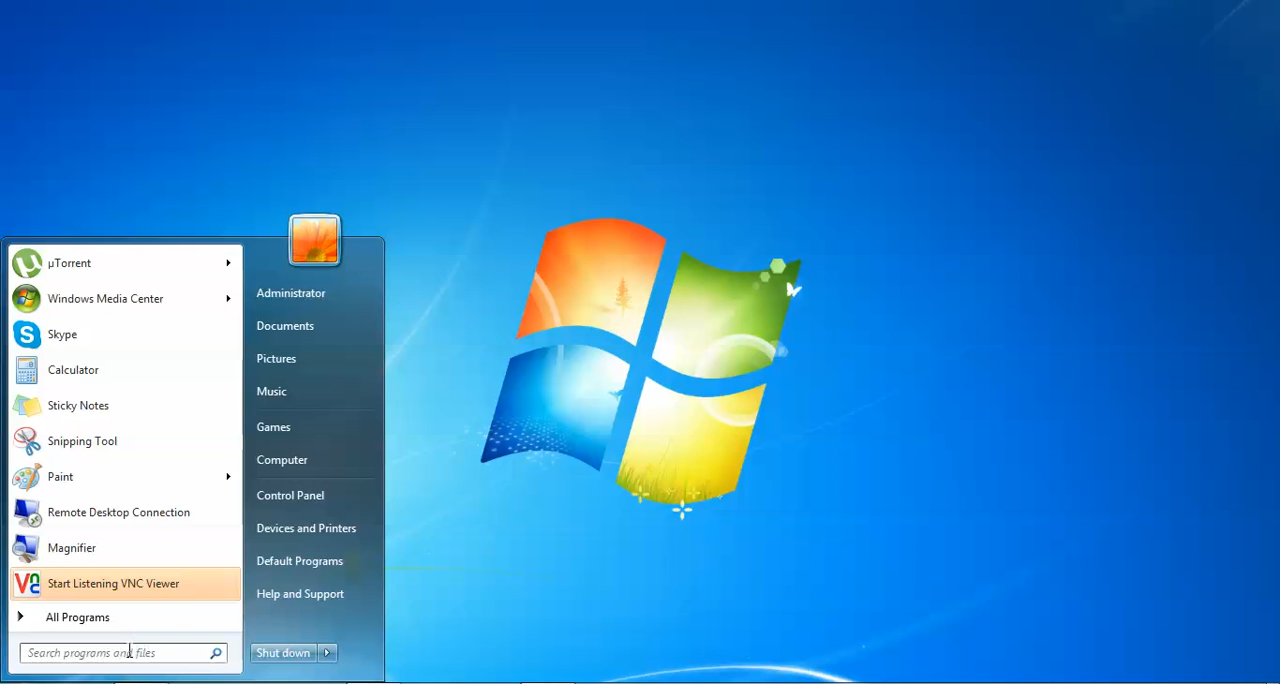 µTorrent
Windows Media Center
Skype
Calculator
Sticky Notes
Snipping Tool
Paint
Remote Desktop Connection
Magnifier
Start Listening VNC Viewer
All Programs
Search programs and files
Administrator
Documents
Pictures
Music
Games
Computer
Control Panel
Devices and Printers
Default Programs
Help and Support
Shut down